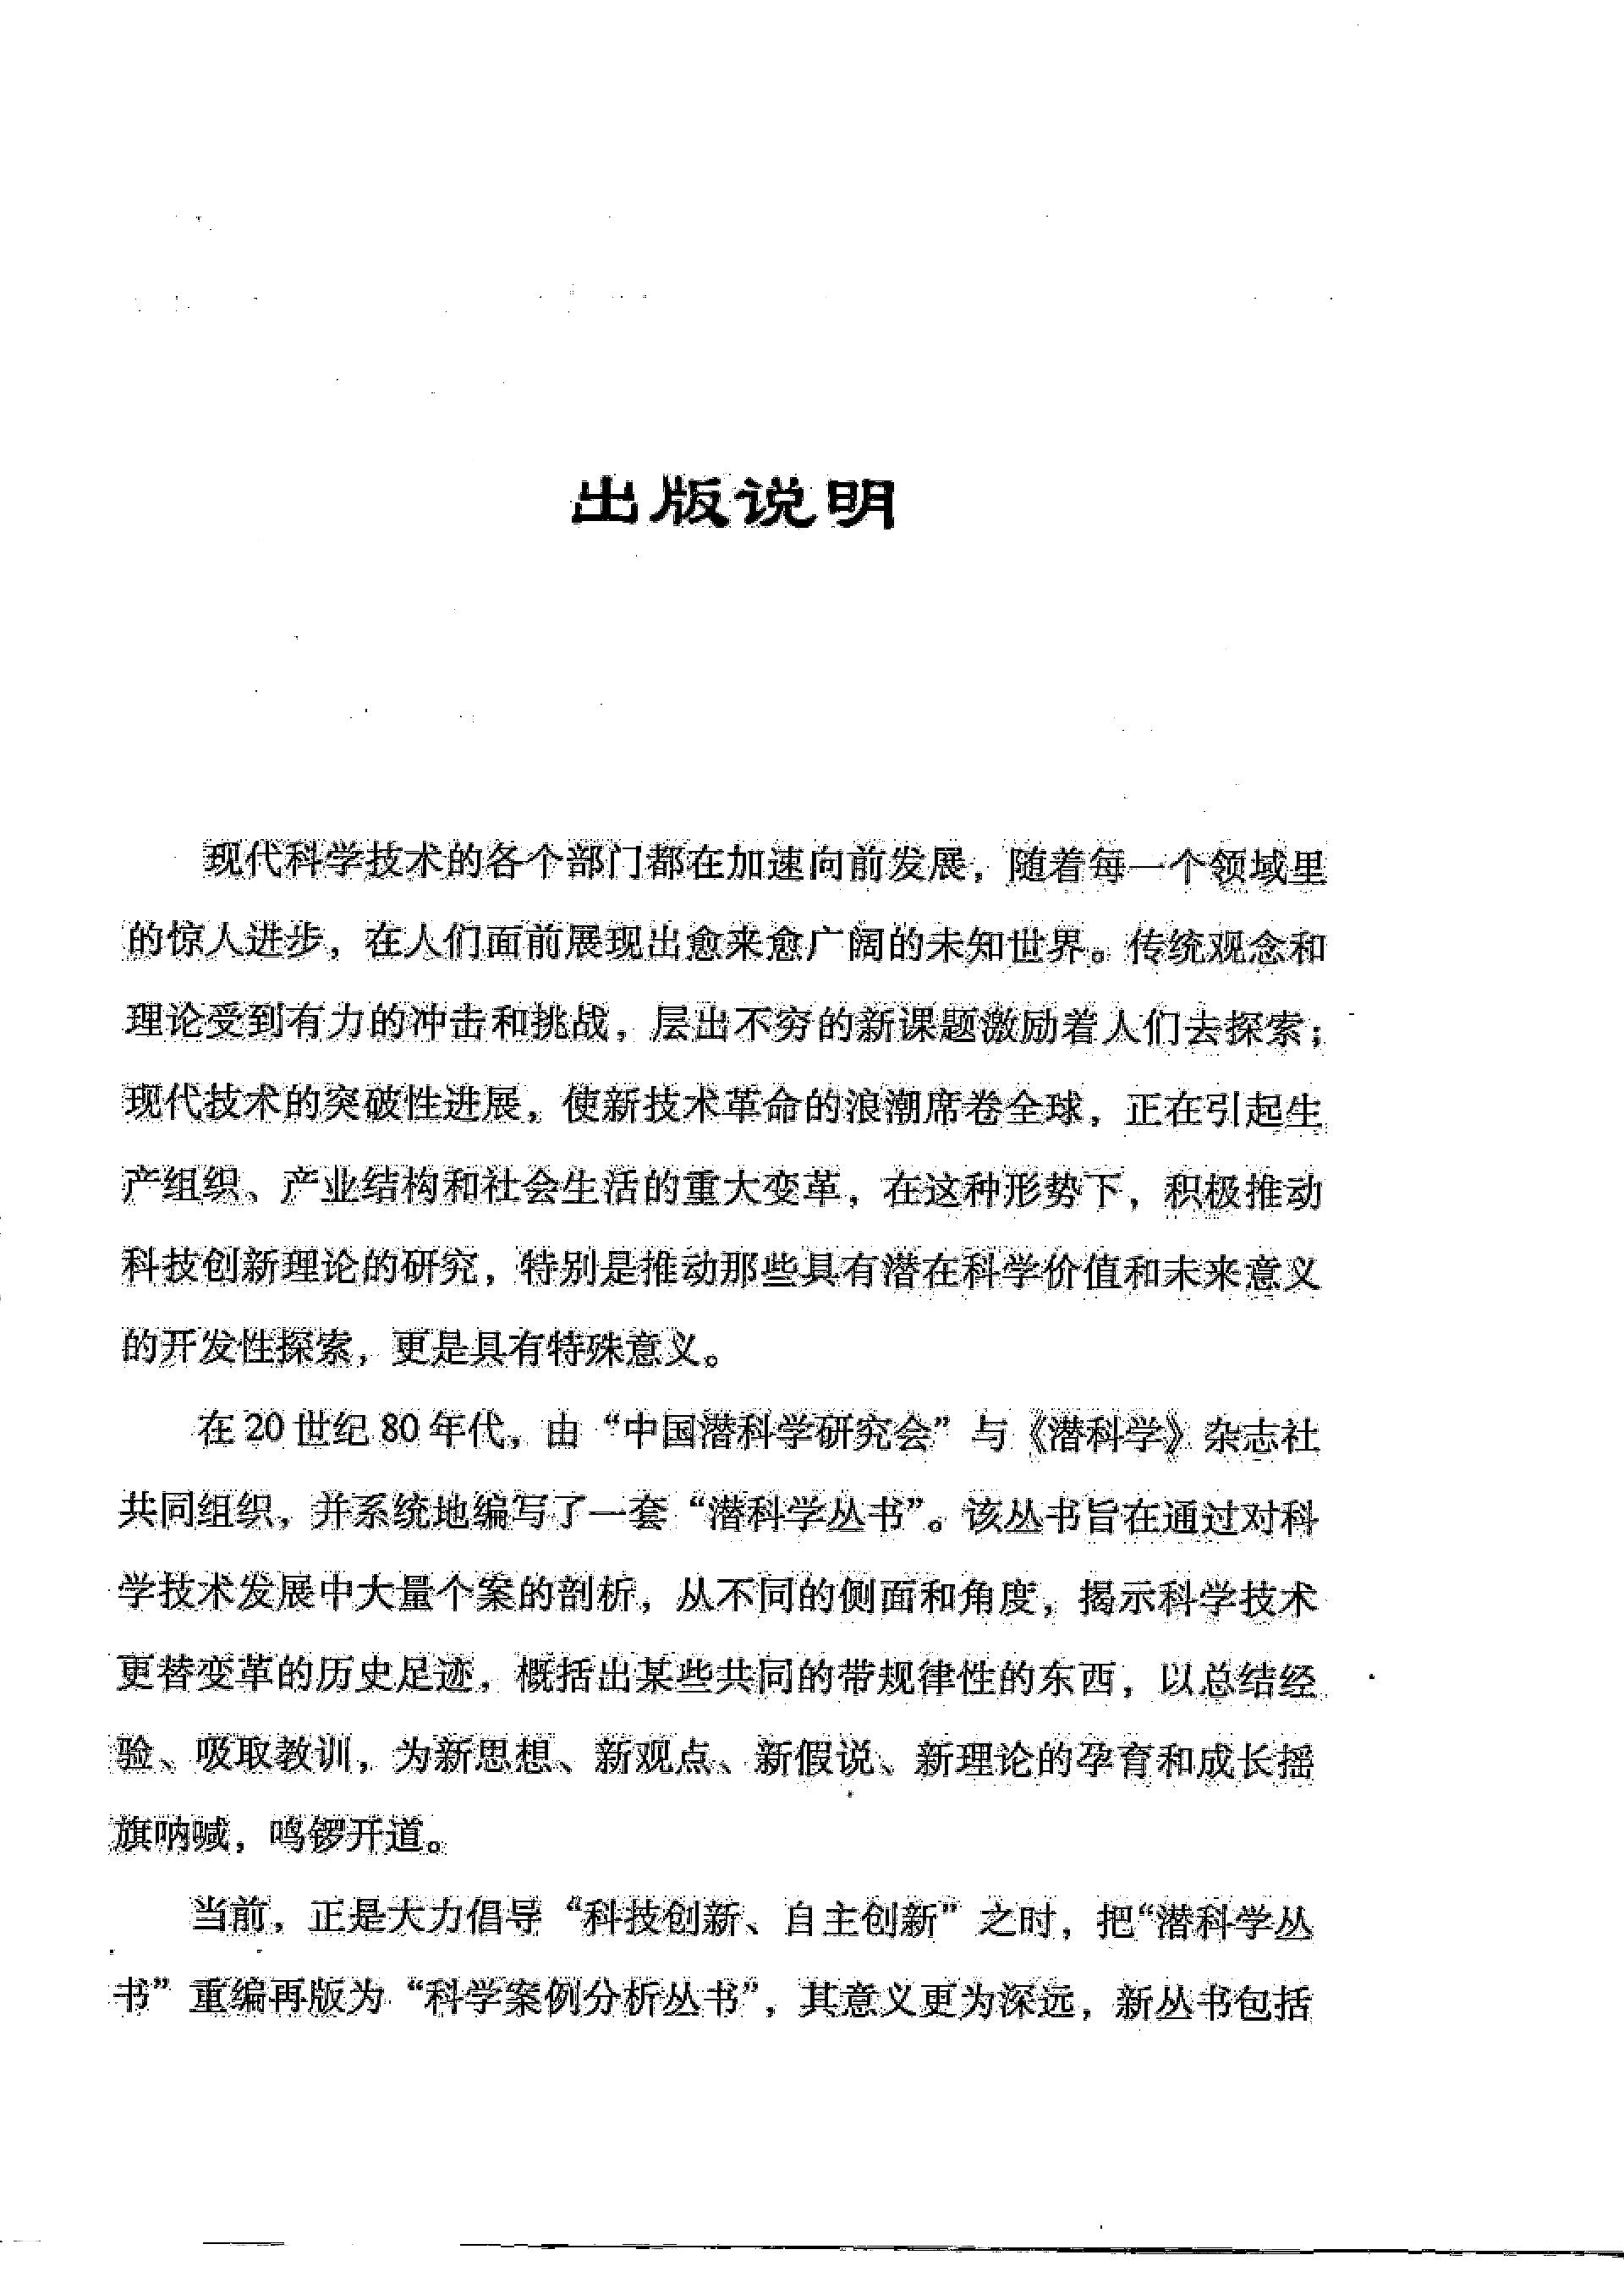 出版说明
现代科学技术的各个部门都在加速向前发展，随着每一个领域里
的惊人进步，在人们面前展现出愈来愈广阔的未知世界。传统观念和
理论受到有力的冲击和挑战，层出不穷的新课题激励着人们去探索；
现代技术的突破性进展，使新技术革命的浪潮席卷全球，正在引起生
产组织、产业结构和社会生活的重大变革，在这种形势下，积极推动
科技创新理论的研究，特别是推动那些具有潜在科学价值和未来意义
的开发性探索，更是具有特殊意义。
在20世纪80年代，由“中国潜科学研究会”与《潜科学》杂志社
共同组织，并系统地编写了一套“潜科学丛书”。该丛书旨在通过对科
学技术发展中大量个案的剖析，从不同的侧面和角度，揭示科学技术
更替变革的历史足迹，概括出某些共同的带规律性的东西，以总结经
验、吸取教训，为新思想、新观点、新假说、新理论的孕育和成长摇
旗呐喊，鸣锣开道。
当前，正是大力倡导“科技创新、自主创新”之时，把“潜科学丛
书”重编再版为“科学案例分析丛书”，其意义更为深远，新丛书包括